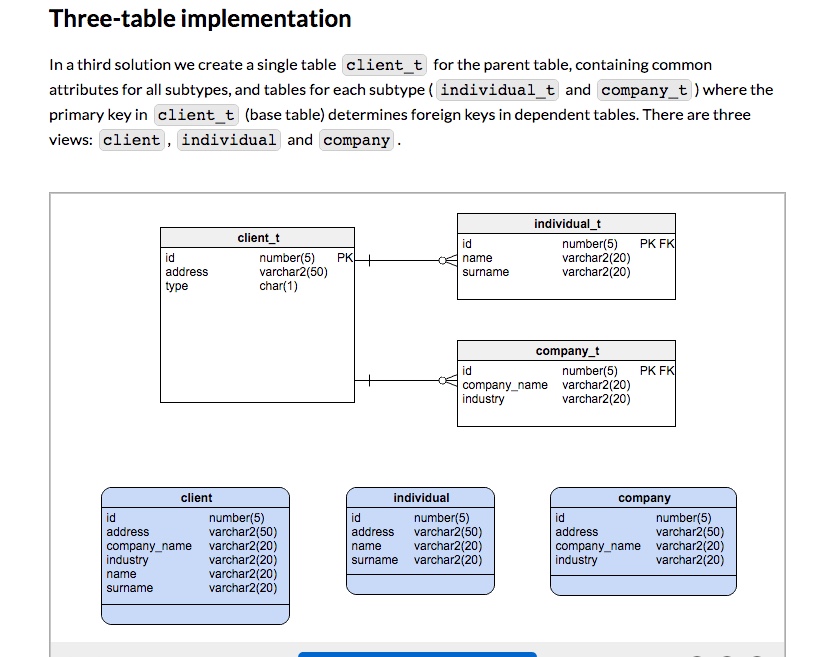 Three-table implementation
In a third solution we create a single table client_t for the parent table, containing common
attributes for all subtypes, and tables for each subtype ( individual_t and company_t ) where the
primary key in client_t (base table) determines foreign keys in dependent tables. There are three
views: client , individual and company .
client_t
id number(5) PK
address varchar2(50)
type char(1)
individual_t
id number(5) PK FK
name varchar2(20)
surname varchar2(20)
company_t
id number(5) PK FK
company_name varchar2(20)
industry varchar2(20)
client
id number(5)
address varchar2(50)
company_name varchar2(20)
industry varchar2(20)
name varchar2(20)
surname varchar2(20)
individual
id number(5)
address varchar2(50)
name varchar2(20)
surname varchar2(20)
company
id number(5)
address varchar2(50)
company_name varchar2(20)
industry varchar2(20)